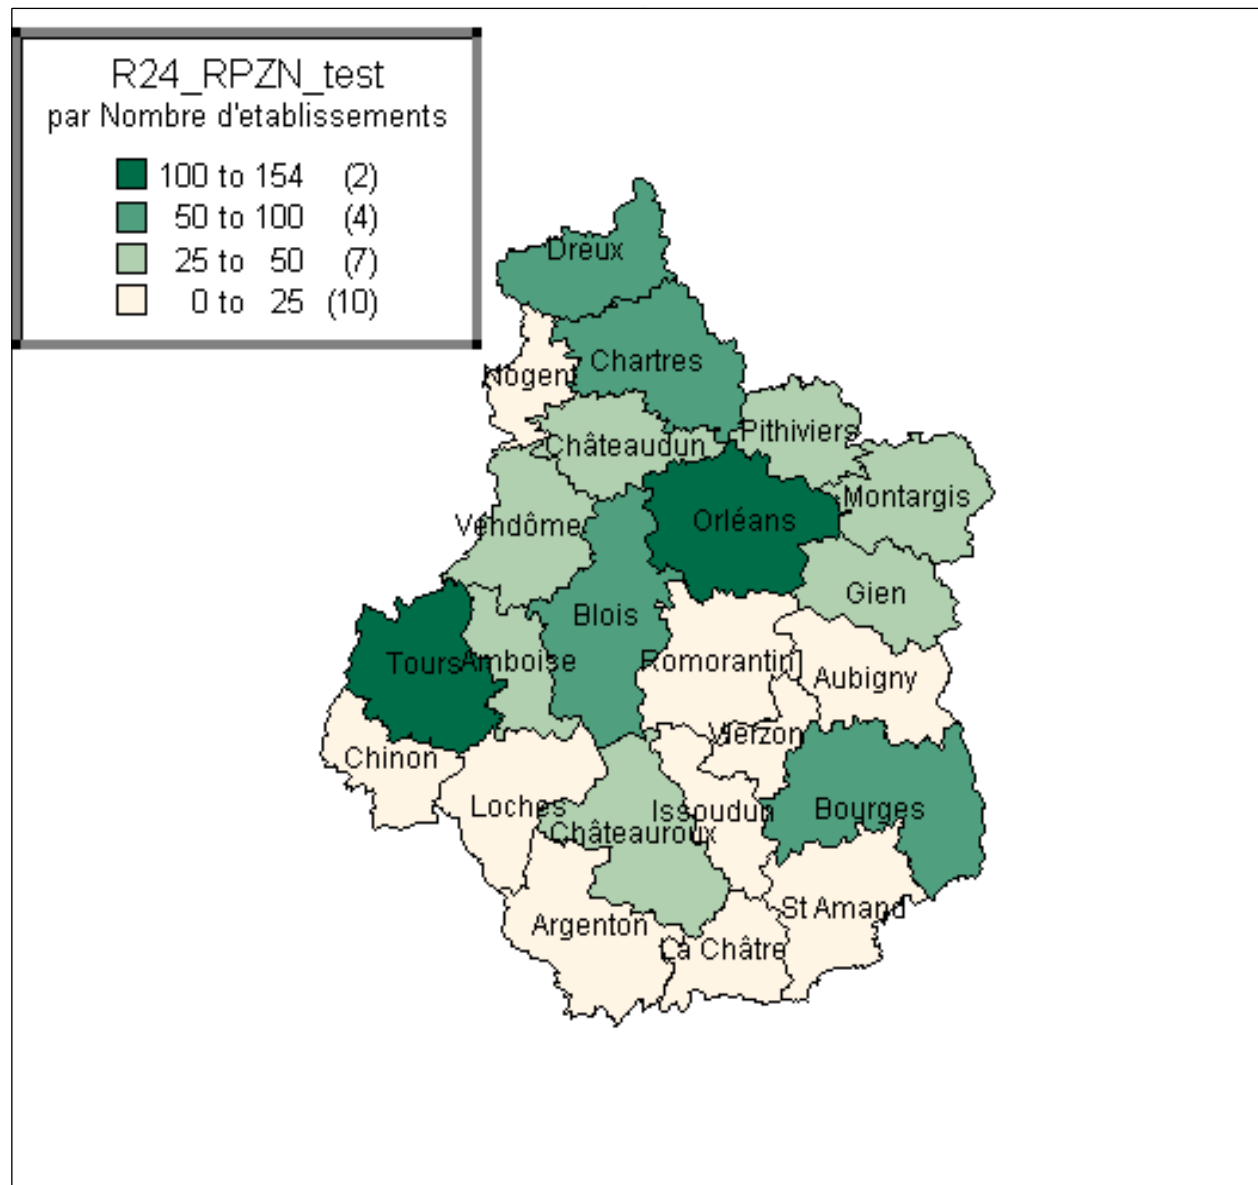 R24_RPZN_test
par Nombre d'etablissements
100 to 154 (2)
50 to 100 (4)
25 to 50 (7)
0 to 25 (10)
Dreux
Chartres
Nogent
Pithiviers
Châteaudun
Montargis
Orléans
Vendôme
Gien
Blois
Tours
Amboise
Romorantin
Aubigny
Vierzon
Chinon
Loches
Issoudun
Bourges
Châteauroux
St Amand
Argenton
La Châtre